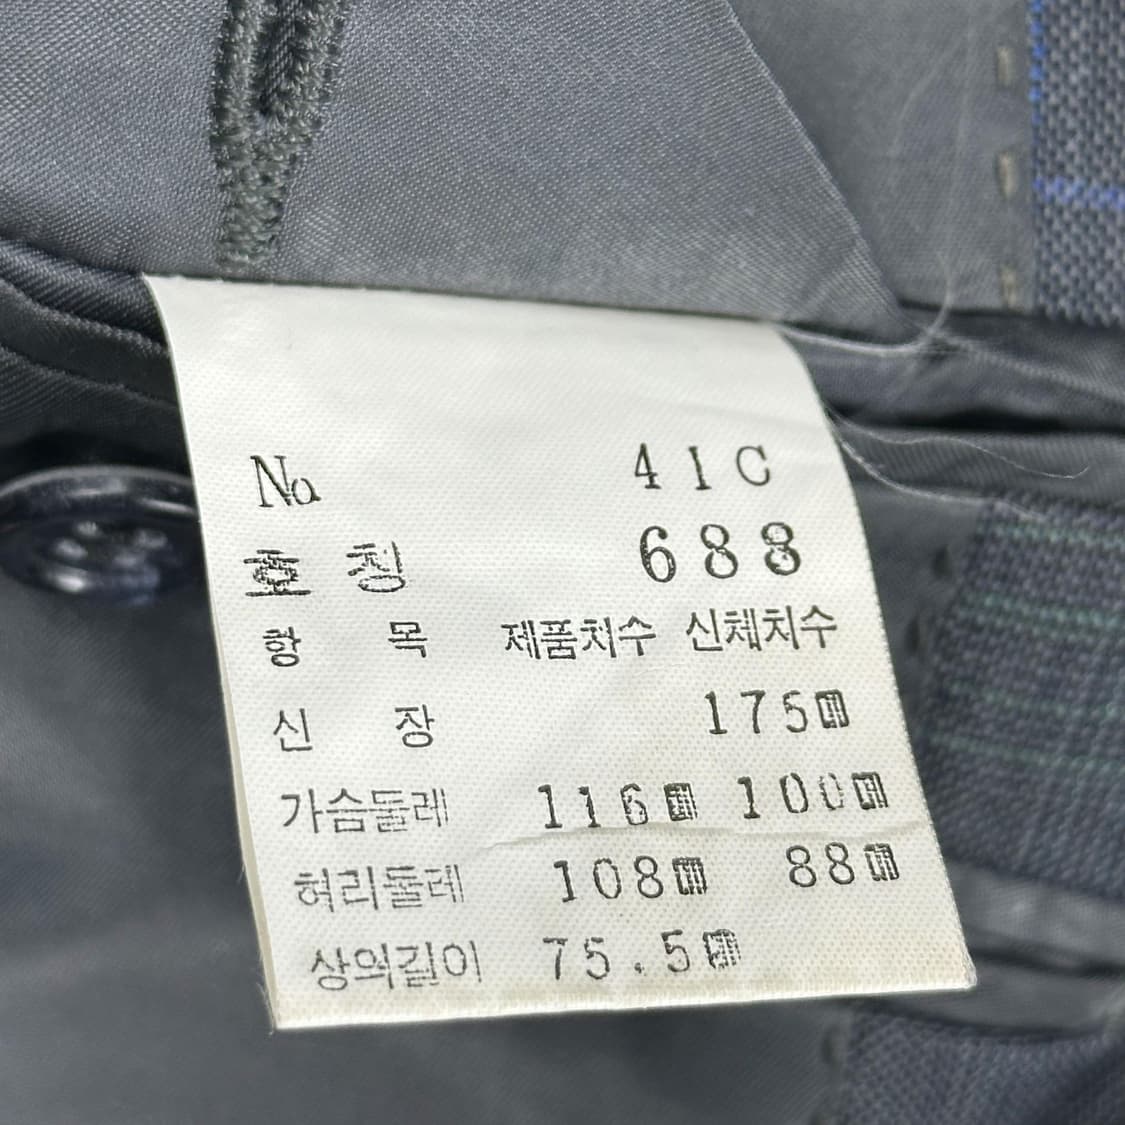 No 41C
호칭 688
항목 제품치수 신체치수
신장 175㎝
가슴둘레 116㎝ 100㎝
허리둘레 108㎝ 88㎝
상의길이 75.5㎝